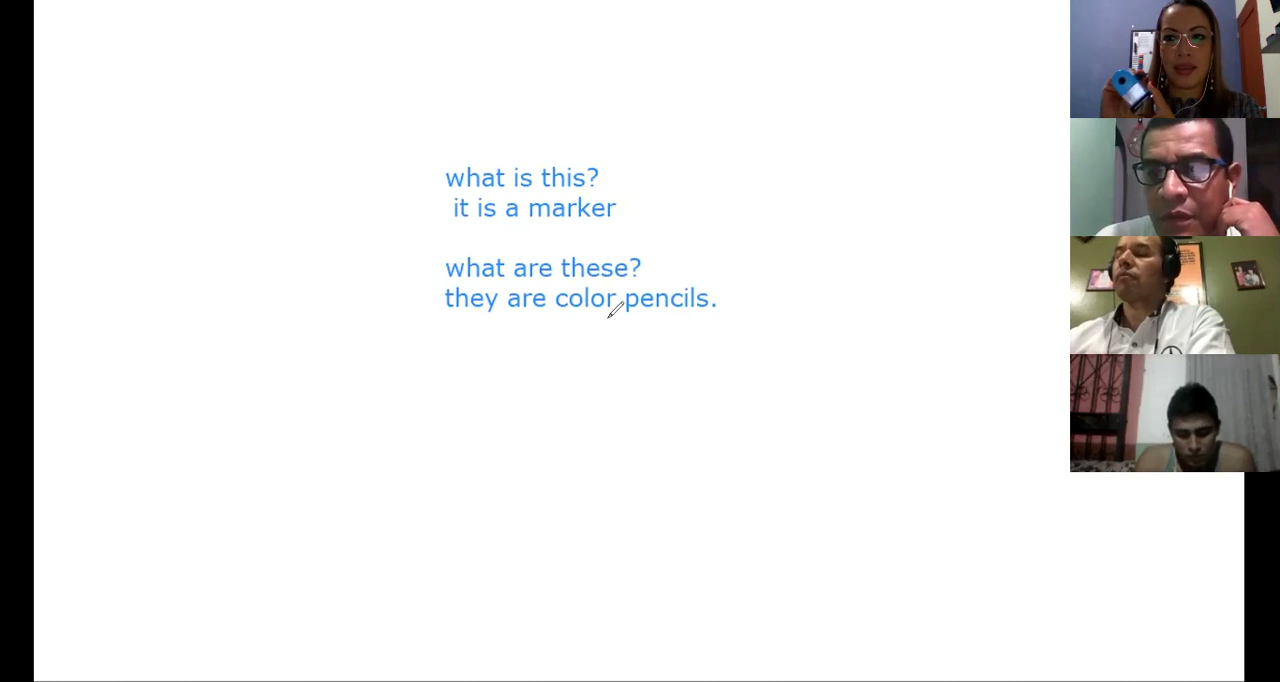 what is this?
it is a marker
what are these?
they are color pencils.